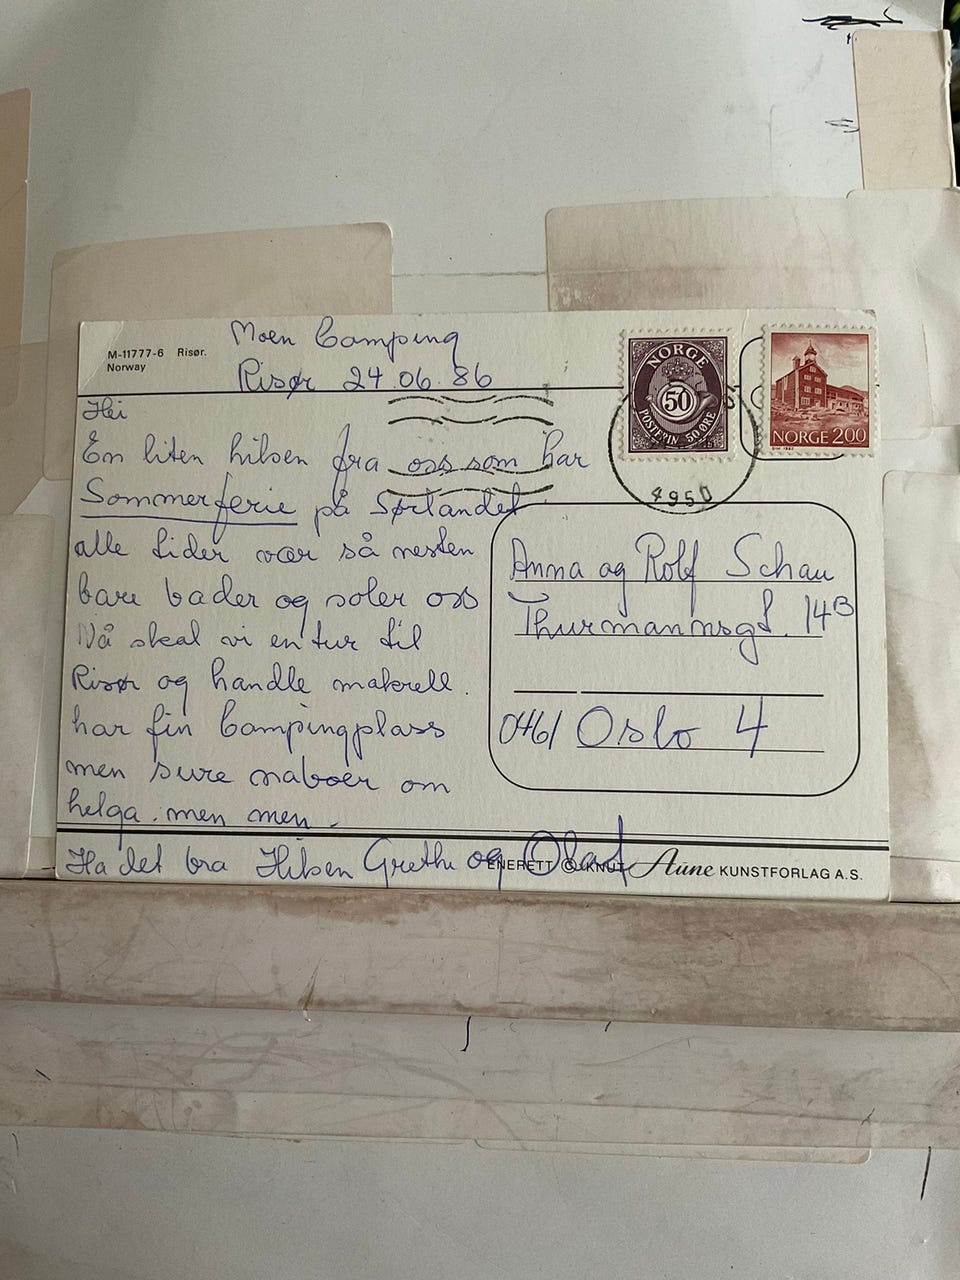 M-11777-6 Risør.
Norway
Moen Camping
Risør 24.06.86
Hei
En liten hilsen fra oss som har
Sommerferie på Sørlandet
alle tider vær så nesten
bare bader og soler oss
Nå skal vi en tur til
Risør og handle makrell.
har fin Campingplass
men sure naboer om
helga. men men.
Ha det bra Hilsen Grethe og Olaf
NORGE
50
POSTFRIM 50 ØRE
NORGE 200
4950
Anna og Rolf Schau
Thurmannsgt. 14B
0461 Oslo 4
ENERETT © KNUT Aune KUNSTFORLAG A.S.